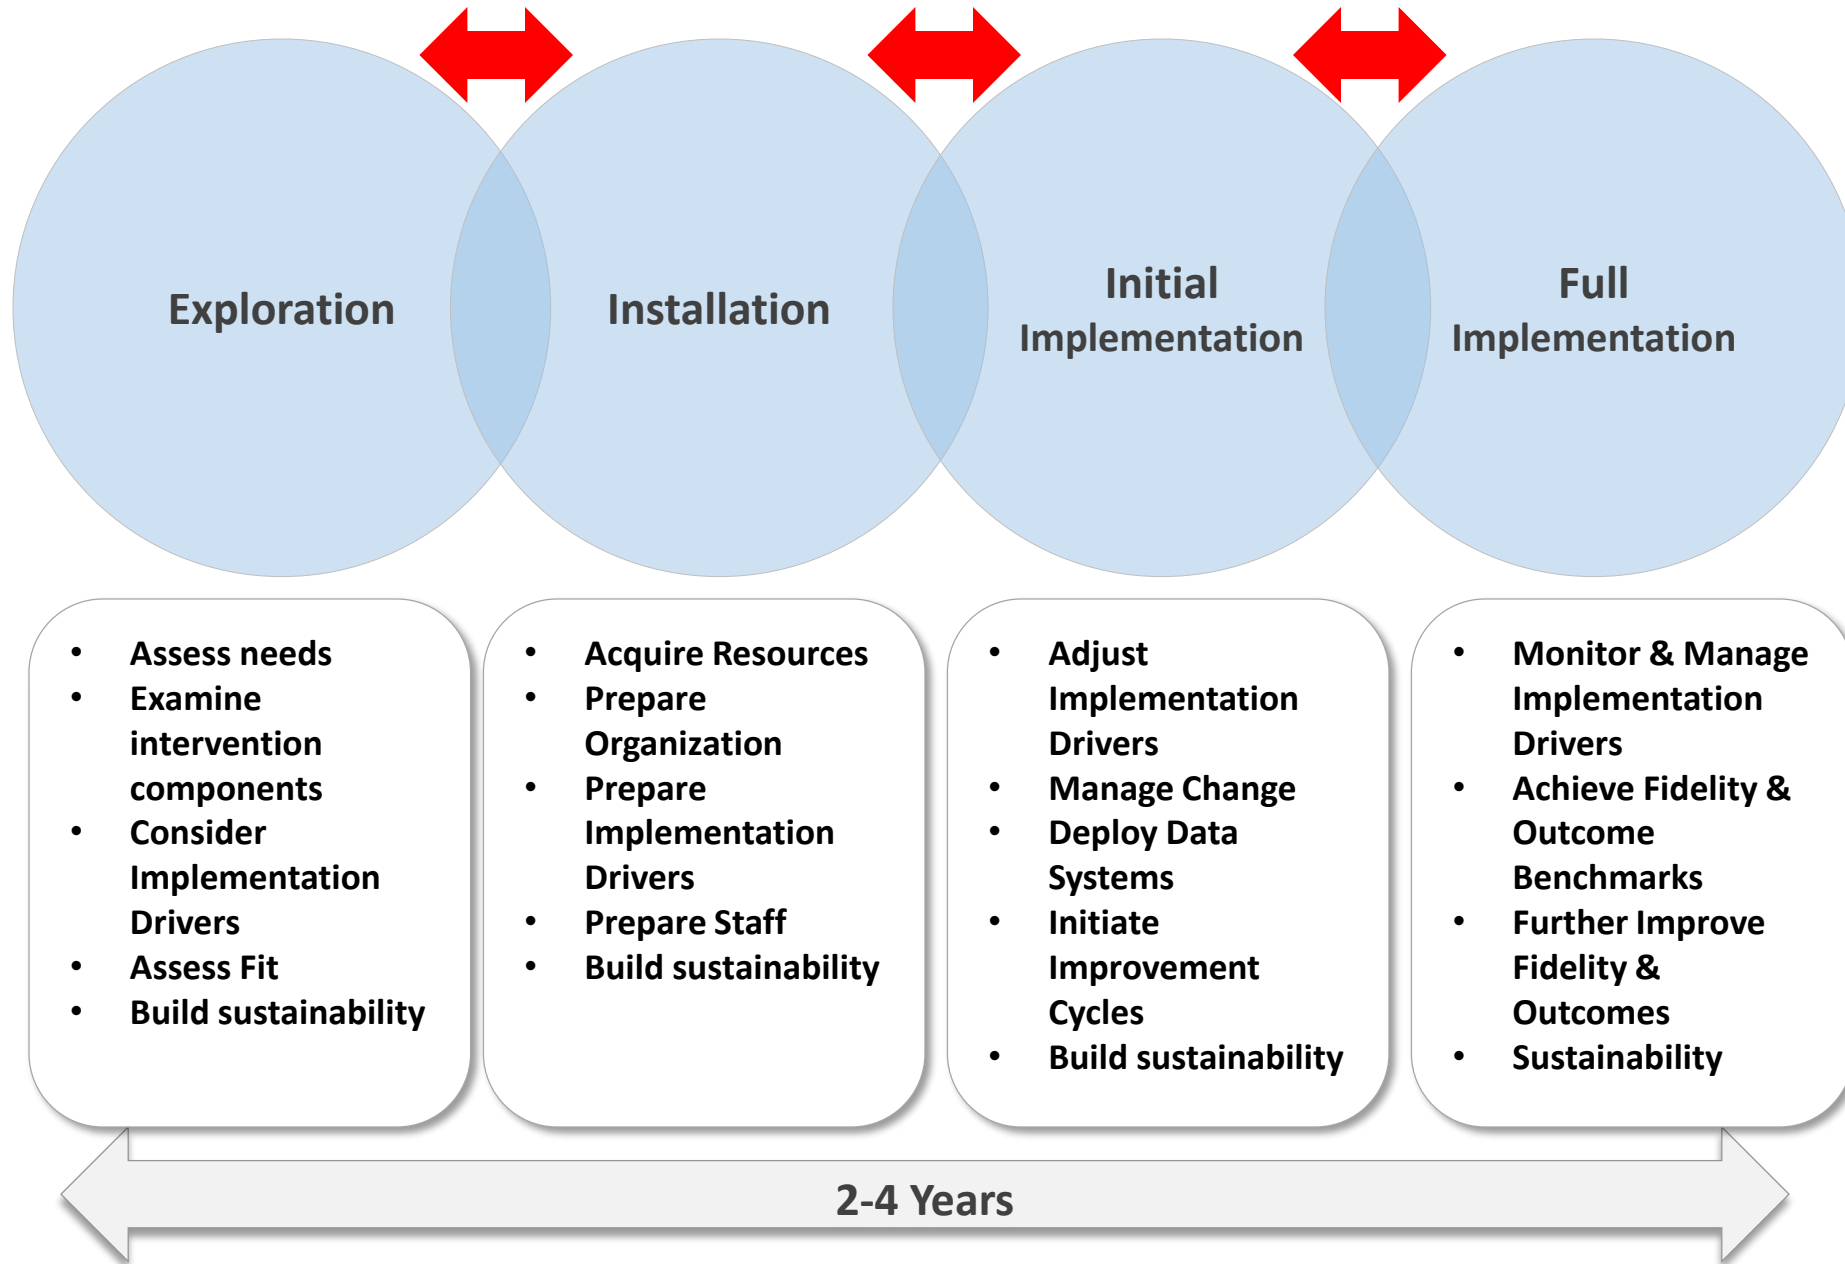 Exploration
Installation
Initial
Implementation
Full
Implementation
• Assess needs
• Examine
intervention
components
• Consider
Implementation
Drivers
• Assess Fit
• Build sustainability
• Acquire Resources
• Prepare
Organization
• Prepare
Implementation
Drivers
• Prepare Staff
• Build sustainability
• Adjust
Implementation
Drivers
• Manage Change
• Deploy Data
Systems
• Initiate
Improvement
Cycles
• Build sustainability
• Monitor & Manage
Implementation
Drivers
• Achieve Fidelity &
Outcome
Benchmarks
• Further Improve
Fidelity &
Outcomes
• Sustainability
2-4 Years